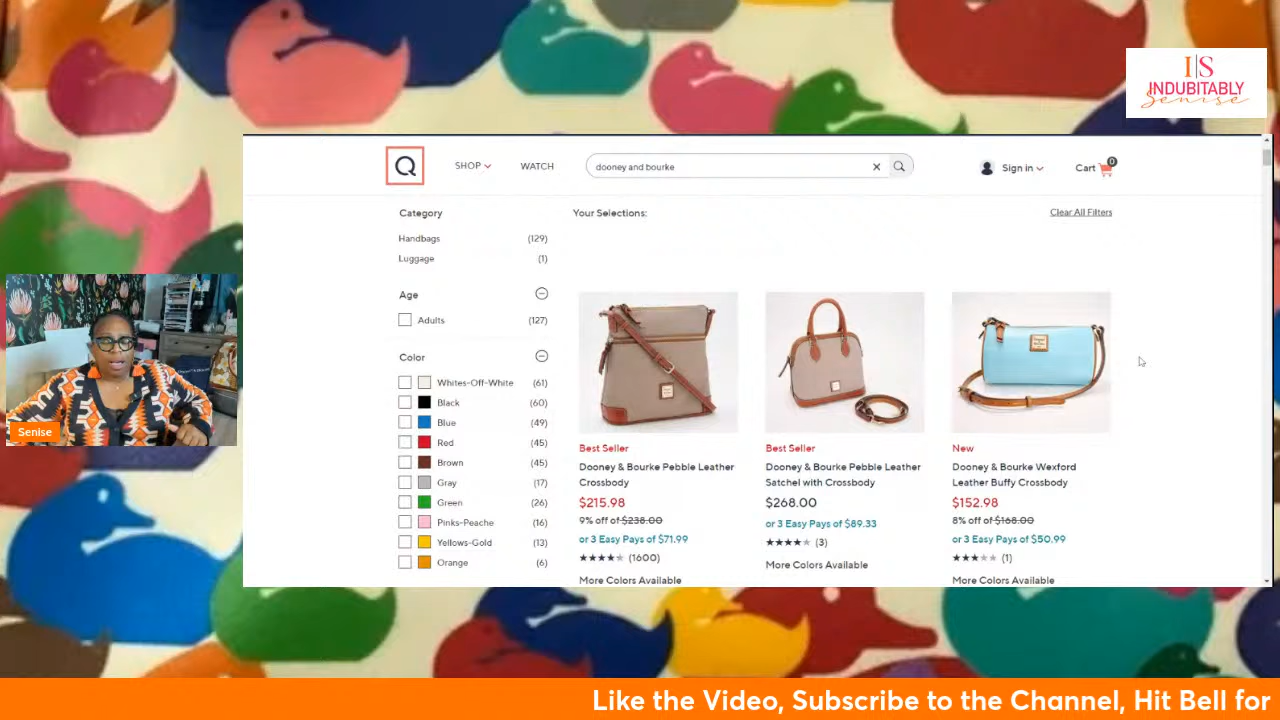 I|S
INDUBITABLY
Senise
Q
SHOP
WATCH
dooney and bourke
Sign in
Cart
0
Category
Handbags (129)
Luggage (1)
Age
Adults (127)
Color
Whites-Off-White (61)
Black (60)
Blue (49)
Red (45)
Brown (45)
Gray (17)
Green (26)
Pinks-Peache (16)
Yellows-Gold (13)
Orange (6)
Your Selections:
Clear All Filters
Best Seller
Dooney & Bourke Pebble Leather
Crossbody
$215.98
9% off of $238.00
or 3 Easy Pays of $71.99
(1600)
More Colors Available
Best Seller
Dooney & Bourke Pebble Leather
Satchel with Crossbody
$268.00
or 3 Easy Pays of $89.33
(3)
More Colors Available
New
Dooney & Bourke Wexford
Leather Buffy Crossbody
$152.98
8% off of $168.00
or 3 Easy Pays of $50.99
(1)
More Colors Available
Senise
Like the Video, Subscribe to the Channel, Hit Bell for